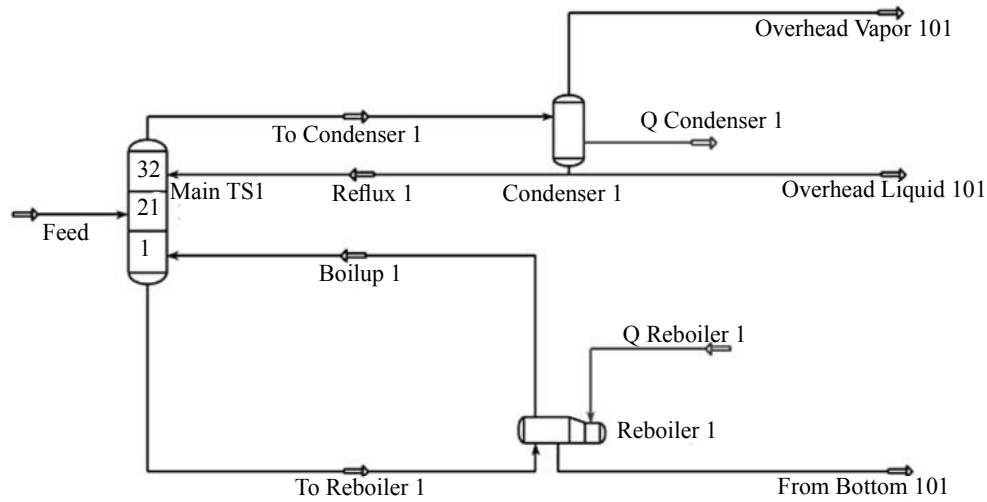 Overhead Vapor 101
To Condenser 1
Q Condenser 1
32
Main TS1
Reflux 1
Condenser 1
Overhead Liquid 101
21
Feed
1
Boilup 1
Q Reboiler 1
Reboiler 1
To Reboiler 1
From Bottom 101